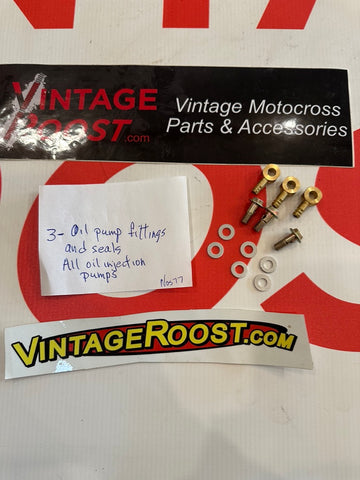 VINTAGE
ROOST.com
Vintage Motocross
Parts & Accessories
3- Oil pump fittings
and seals
All oil injection
pumps
VINTAGEROOST.COM